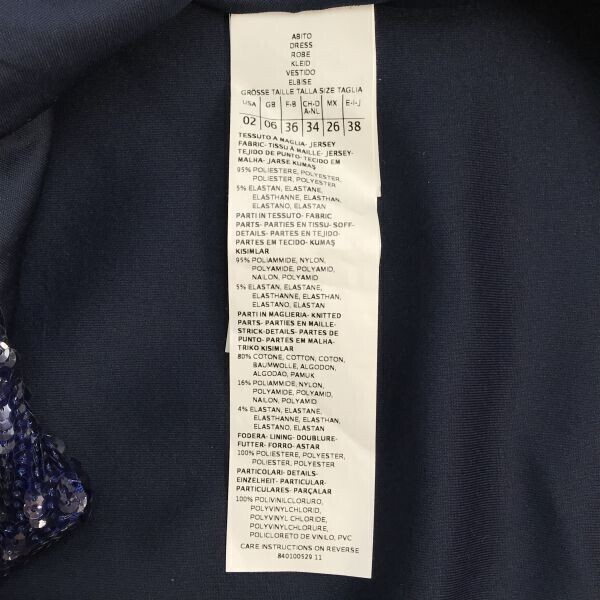 ABITO
DRESS
ROBE
KLEID
VESTIDO
ELBISE
GRÖSSE TAILLE TALLA SIZE TAGLIA
USA GB F-B CH-D A-NL MX E-I-J
02 06 36 34 26 38
TESSUTO A MAGLIA- JERSEY
FABRIC- TISSU A MAILLE- JERSEY-
TEJIDO DE PUNTO- TECIDO EM
MALHA- JARSE KUMAŞ
95% POLIESTERE, POLYESTER,
POLIESTER, POLYESTER
5% ELASTAN, ELASTANE,
ELASTHANNE, ELASTHAN,
ELASTANO, ELASTAN
PARTI IN TESSUTO- FABRIC
PARTS- PARTIES EN TISSU- SOFF-
DETAILS- PARTES EN TEJIDO-
PARTES EM TECIDO- KUMAŞ
KISIMLAR
95% POLIAMMIDE, NYLON,
POLYAMIDE, POLYAMID,
NAILON, POLYAMID
5% ELASTAN, ELASTANE,
ELASTHANNE, ELASTHAN,
ELASTANO, ELASTAN
PARTI IN MAGLIERIA- KNITTED
PARTS- PARTIES EN MAILLE-
STRICK-DETAILS- PARTES DE
PUNTO- PARTES EM MALHA-
TRIKO KISIMLAR
80% COTONE, COTTON, COTON,
BAUMWOLLE, ALGODON,
ALGODAO, PAMUK
16% POLIAMMIDE, NYLON,
POLYAMIDE, POLYAMID,
NAILON, POLYAMID
4% ELASTAN, ELASTANE,
ELASTHANNE, ELASTHAN,
ELASTANO, ELASTAN
FODERA- LINING- DOUBLURE-
FUTTER- FORRO- ASTAR
100% POLIESTERE, POLYESTER,
POLIESTER, POLYESTER
PARTICOLARI- DETAILS-
EINZELHEIT- PARTICULAR-
PARTICULARES- PARÇALAR
100% POLIVINILCLORURO,
POLYVINYLCHLORID,
POLYVINYL CHLORIDE,
POLYVINYLCHLORURE,
POLICLORETO DE VINILO, PVC
CARE INSTRUCTIONS ON REVERSE
840100529 11